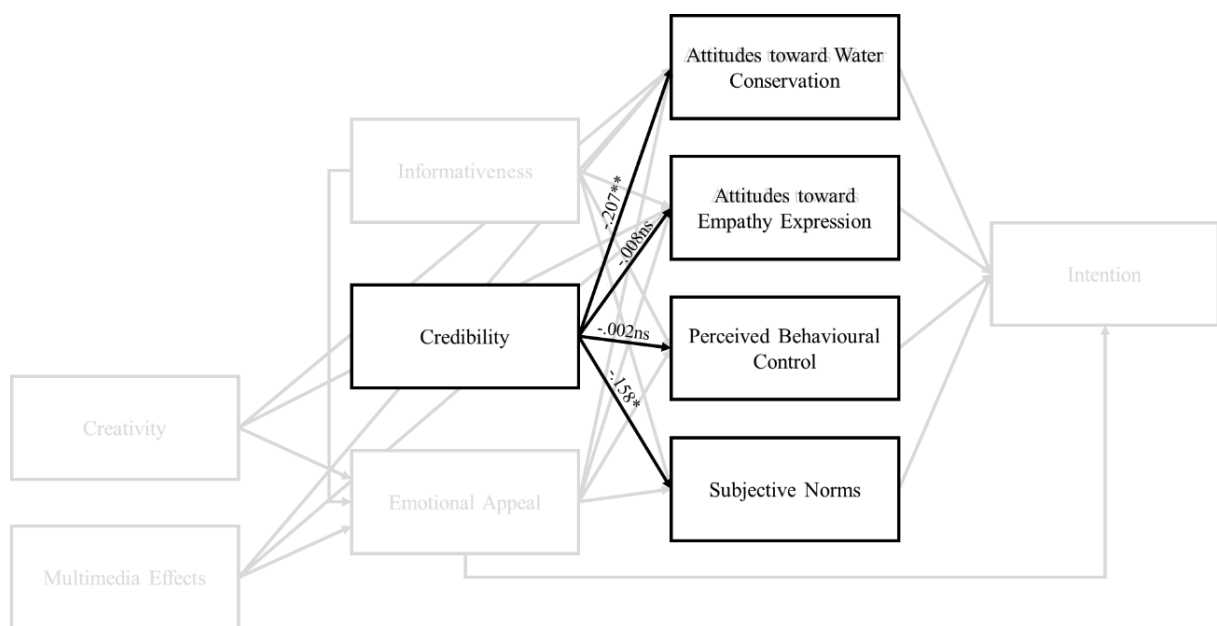 Attitudes toward Water
Conservation
Informativeness
Attitudes toward
Empathy Expression
-.207**
-.008ns
Intention
Credibility
-.002ns
Perceived Behavioural
Control
-.158*
Creativity
Emotional Appeal
Subjective Norms
Multimedia Effects